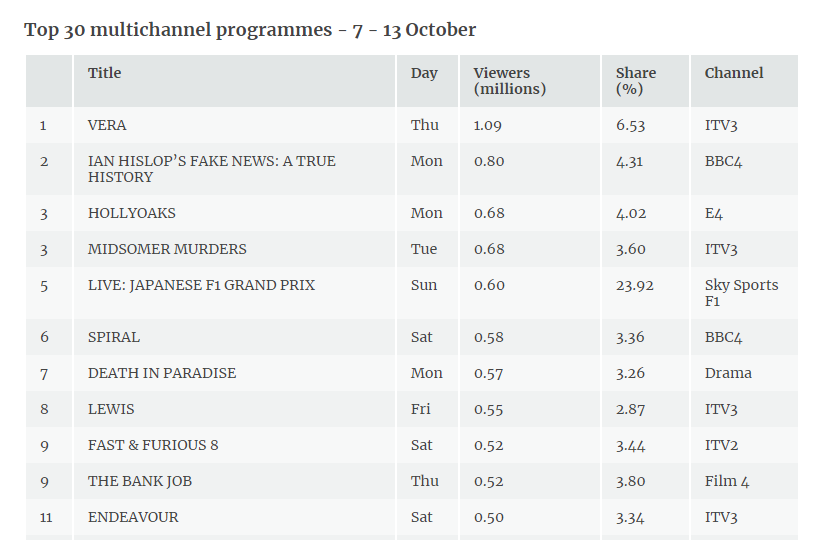 Top 30 multichannel programmes - 7 - 13 October
Title Day Viewers (millions) Share (%) Channel
1 VERA Thu 1.09 6.53 ITV3
2 IAN HISLOP’S FAKE NEWS: A TRUE HISTORY Mon 0.80 4.31 BBC4
3 HOLLYOAKS Mon 0.68 4.02 E4
3 MIDSOMER MURDERS Tue 0.68 3.60 ITV3
5 LIVE: JAPANESE F1 GRAND PRIX Sun 0.60 23.92 Sky Sports F1
6 SPIRAL Sat 0.58 3.36 BBC4
7 DEATH IN PARADISE Mon 0.57 3.26 Drama
8 LEWIS Fri 0.55 2.87 ITV3
9 FAST & FURIOUS 8 Sat 0.52 3.44 ITV2
9 THE BANK JOB Thu 0.52 3.80 Film 4
11 ENDEAVOUR Sat 0.50 3.34 ITV3